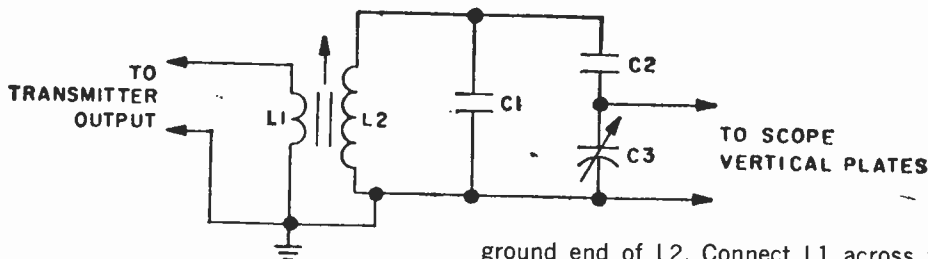 TO
TRANSMITTER
OUTPUT
L1
L2
C1
C2
C3
TO SCOPE
VERTICAL PLATES
ground end of L2. Connect L1 across